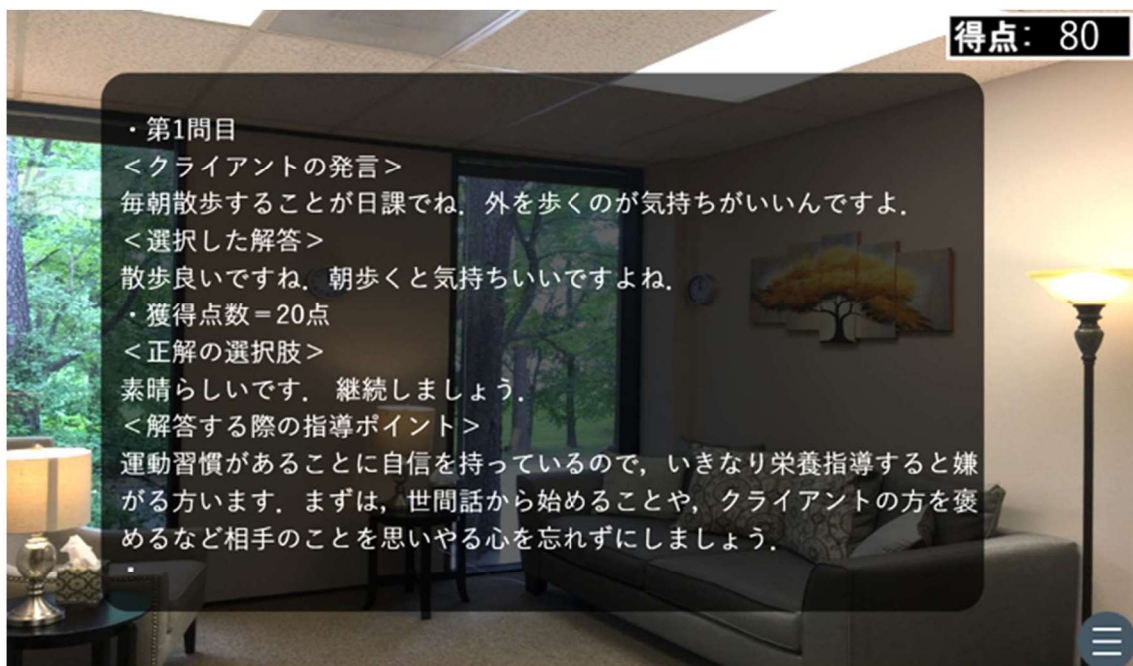 得点: 80
・第1問目
＜クライアントの発言＞
毎朝散歩することが日課でね．外を歩くのが気持ちがいいんですよ．
＜選択した解答＞
散歩良いですね．朝歩くと気持ちいいですよね．
・獲得点数＝20点
＜正解の選択肢＞
素晴らしいです． 継続しましょう．
＜解答する際の指導ポイント＞
運動習慣があることに自信を持っているので，いきなり栄養指導すると嫌
がる方います．まずは，世間話から始めることや，クライアントの方を褒
めるなど相手のことを思いやる心を忘れずにしましょう．
・